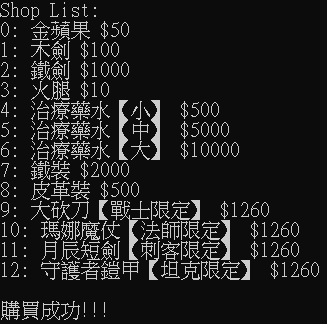 Shop List:
0: 金蘋果 $50
1: 木劍 $100
2: 鐵劍 $1000
3: 火腿 $10
4: 治療藥水【小】 $500
5: 治療藥水【中】 $5000
6: 治療藥水【大】 $10000
7: 鐵裝 $2000
8: 皮革裝 $500
9: 大砍刀【戰士限定】 $1260
10: 瑪娜魔仗【法師限定】 $1260
11: 月辰短劍【刺客限定】 $1260
12: 守護者鎧甲【坦克限定】 $1260
購買成功!!!